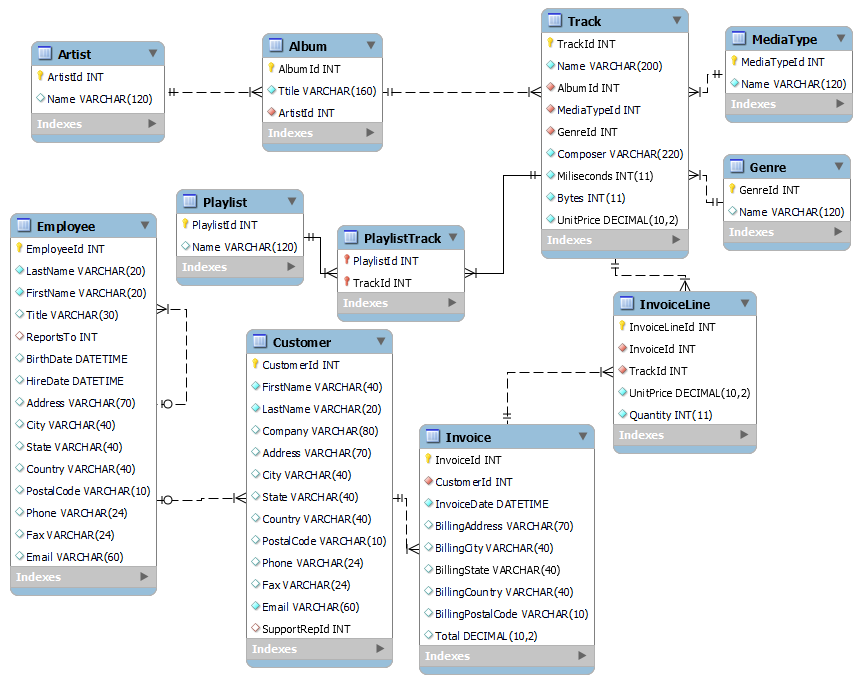 Artist
ArtistId INT
Name VARCHAR(120)
Indexes
Album
AlbumId INT
Ttile VARCHAR(160)
ArtistId INT
Indexes
Track
TrackId INT
Name VARCHAR(200)
AlbumId INT
MediaTypeId INT
GenreId INT
Composer VARCHAR(220)
Miliseconds INT(11)
Bytes INT(11)
UnitPrice DECIMAL(10,2)
Indexes
MediaType
MediaTypeId INT
Name VARCHAR(120)
Indexes
Genre
GenreId INT
Name VARCHAR(120)
Indexes
Playlist
PlaylistId INT
Name VARCHAR(120)
Indexes
PlaylistTrack
PlaylistId INT
TrackId INT
Indexes
Employee
EmployeeId INT
LastName VARCHAR(20)
FirstName VARCHAR(20)
Title VARCHAR(30)
ReportsTo INT
BirthDate DATETIME
HireDate DATETIME
Address VARCHAR(70)
City VARCHAR(40)
State VARCHAR(40)
Country VARCHAR(40)
PostalCode VARCHAR(10)
Phone VARCHAR(24)
Fax VARCHAR(24)
Email VARCHAR(60)
Indexes
Customer
CustomerId INT
FirstName VARCHAR(40)
LastName VARCHAR(20)
Company VARCHAR(80)
Address VARCHAR(70)
City VARCHAR(40)
State VARCHAR(40)
Country VARCHAR(40)
PostalCode VARCHAR(10)
Phone VARCHAR(24)
Fax VARCHAR(24)
Email VARCHAR(60)
SupportRepId INT
Indexes
Invoice
InvoiceId INT
CustomerId INT
InvoiceDate DATETIME
BillingAddress VARCHAR(70)
BillingCity VARCHAR(40)
BillingState VARCHAR(40)
BillingCountry VARCHAR(40)
BillingPostalCode VARCHAR(10)
Total DECIMAL(10,2)
Indexes
InvoiceLine
InvoiceLineId INT
InvoiceId INT
TrackId INT
UnitPrice DECIMAL(10,2)
Quantity INT(11)
Indexes